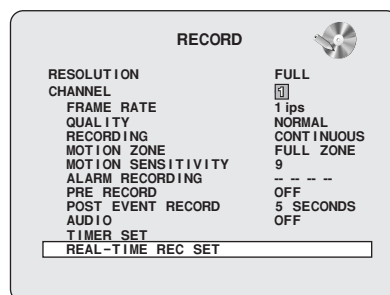 RECORD
RESOLUTION FULL
CHANNEL 1
FRAME RATE 1 ips
QUALITY NORMAL
RECORDING CONTINUOUS
MOTION ZONE FULL ZONE
MOTION SENSITIVITY 9
ALARM RECORDING -- -- -- --
PRE RECORD OFF
POST EVENT RECORD 5 SECONDS
AUDIO OFF
TIMER SET
REAL-TIME REC SET